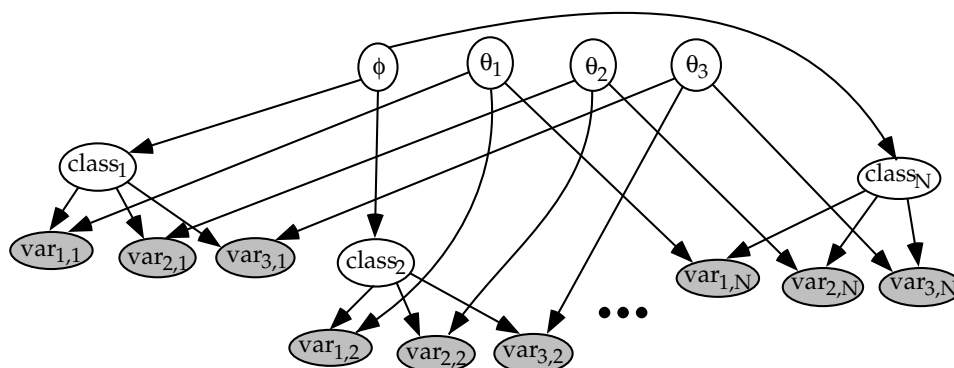 ϕ θ₁ θ₂ θ₃
class₁ class_N
var₁,₁ var₂,₁ var₃,₁
class₂ var₁,N var₂,N var₃,N
•••
var₁,₂ var₂,₂ var₃,₂